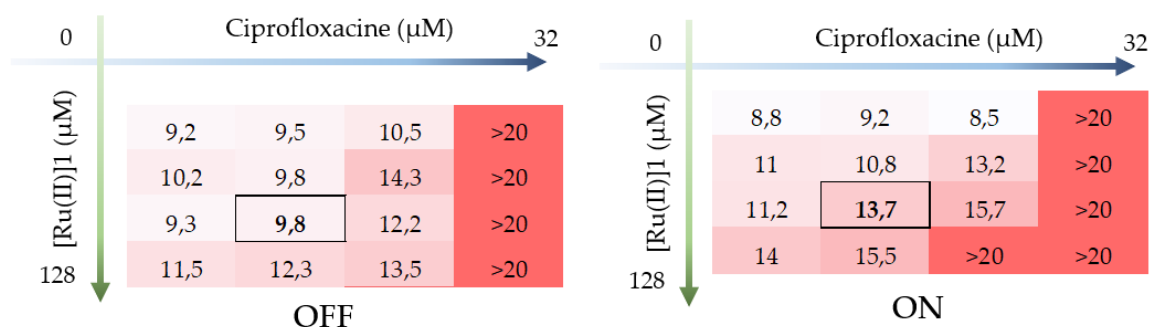 Ciprofloxacine (µM)
0 32
[Ru(II)]1 (µM)
9,2 9,5 10,5 >20
10,2 9,8 14,3 >20
9,3 9,8 12,2 >20
11,5 12,3 13,5 >20
128
OFF
Ciprofloxacine (µM)
0 32
[Ru(II)]1 (µM)
8,8 9,2 8,5 >20
11 10,8 13,2 >20
11,2 13,7 15,7 >20
14 15,5 >20 >20
128
ON